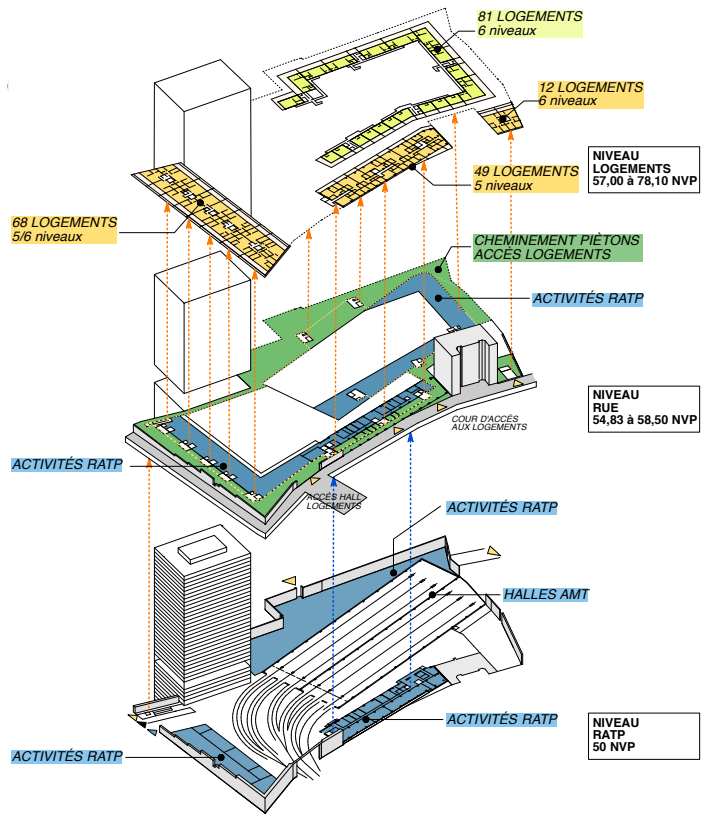 81 LOGEMENTS
6 niveaux
12 LOGEMENTS
6 niveaux
NIVEAU
LOGEMENTS
57,00 à 78,10 NVP
49 LOGEMENTS
5 niveaux
68 LOGEMENTS
5/6 niveaux
CHEMINEMENT PIÈTONS
ACCÈS LOGEMENTS
ACTIVITÉS RATP
NIVEAU
RUE
54,83 à 58,50 NVP
COUR D'ACCÈS
AUX LOGEMENTS
ACTIVITÉS RATP
ACCÈS HALL
LOGEMENTS
ACTIVITÉS RATP
HALLES AMT
ACTIVITÉS RATP
NIVEAU
RATP
50 NVP
ACTIVITÉS RATP